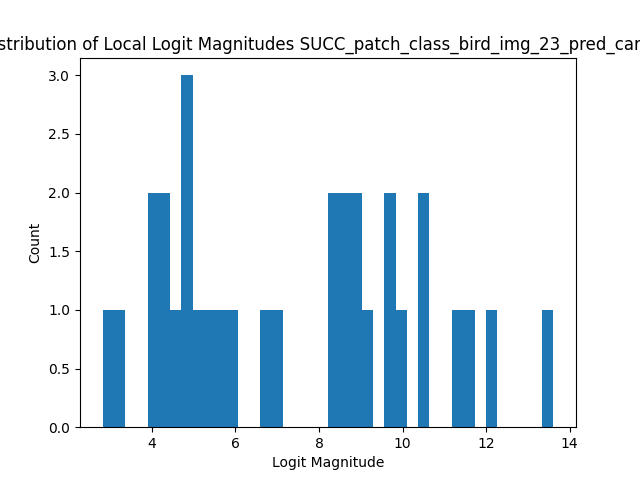 stribution of Local Logit Magnitudes SUCC_patch_class_bird_img_23_pred_car
3.0
2.5
2.0
1.5
1.0
0.5
0.0
Count
4 6 8 10 12 14
Logit Magnitude